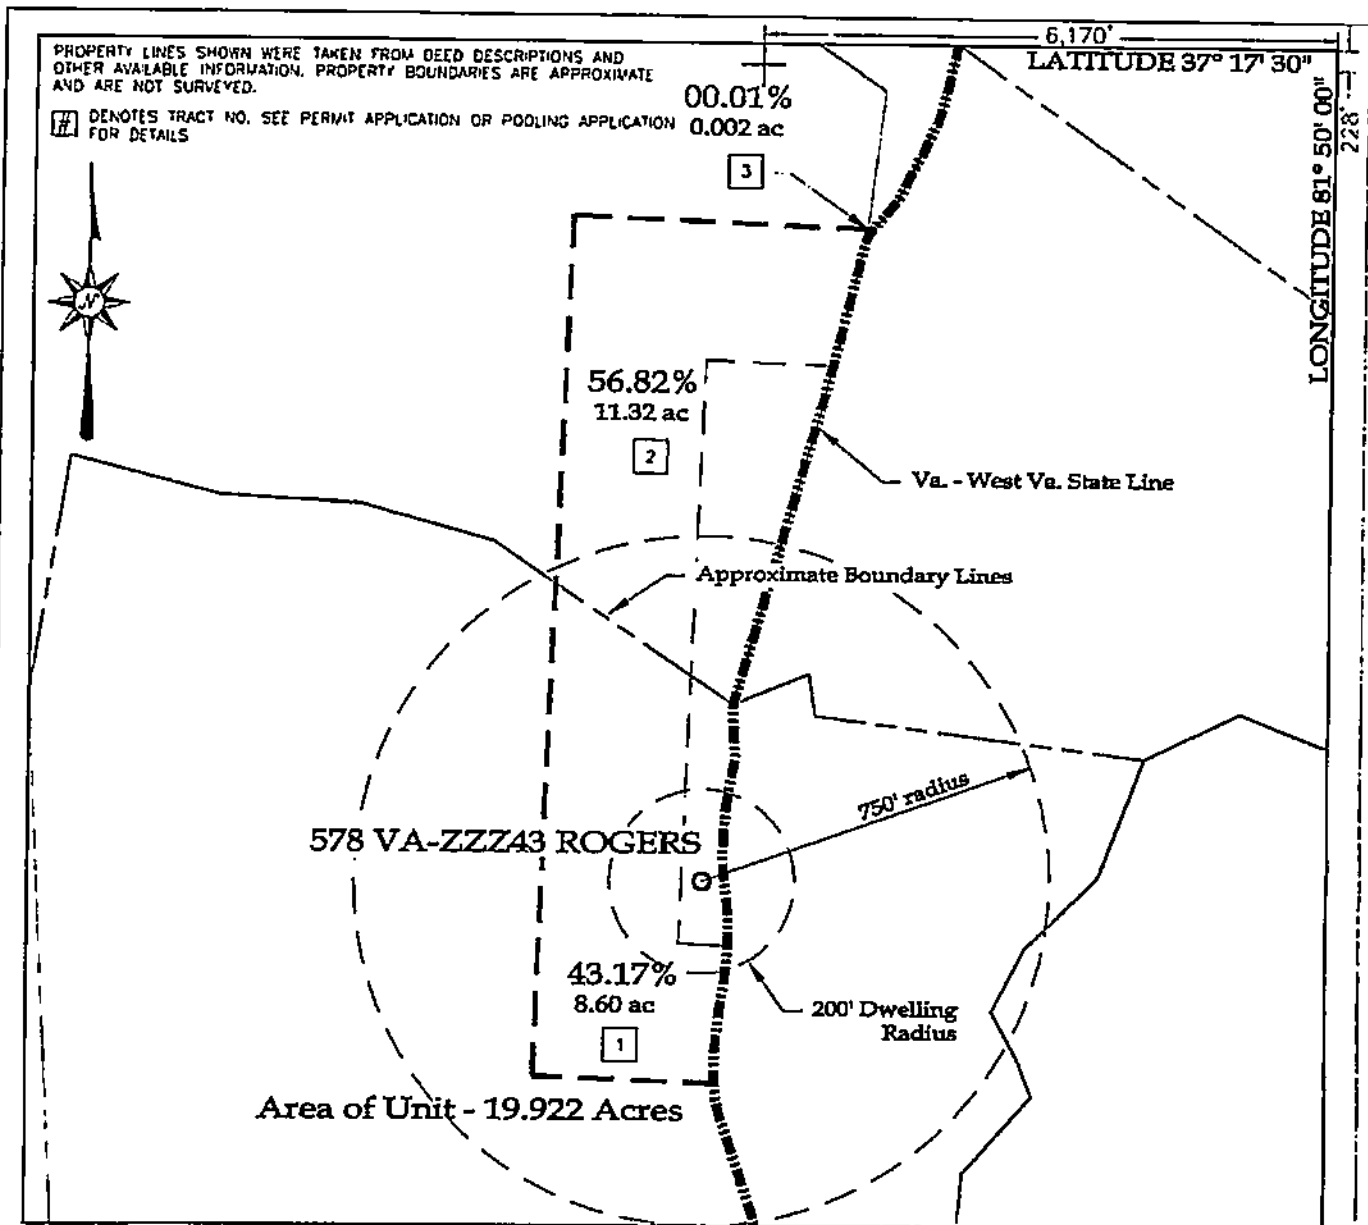 PROPERTY LINES SHOWN WERE TAKEN FROM DEED DESCRIPTIONS AND
OTHER AVAILABLE INFORMATION. PROPERTY BOUNDARIES ARE APPROXIMATE
AND ARE NOT SURVEYED.
# DENOTES TRACT NO. SEE PERMIT APPLICATION OR POOLING APPLICATION
FOR DETAILS
6,170'
LATITUDE 37° 17' 30"
LONGITUDE 81° 50' 00"
228'
00.01%
0.002 ac
3
N
56.82%
11.32 ac
2
Va. - West Va. State Line
Approximate Boundary Lines
750' radius
578 VA-ZZZ43 ROGERS
43.17%
8.60 ac
1
200' Dwelling
Radius
Area of Unit - 19.922 Acres